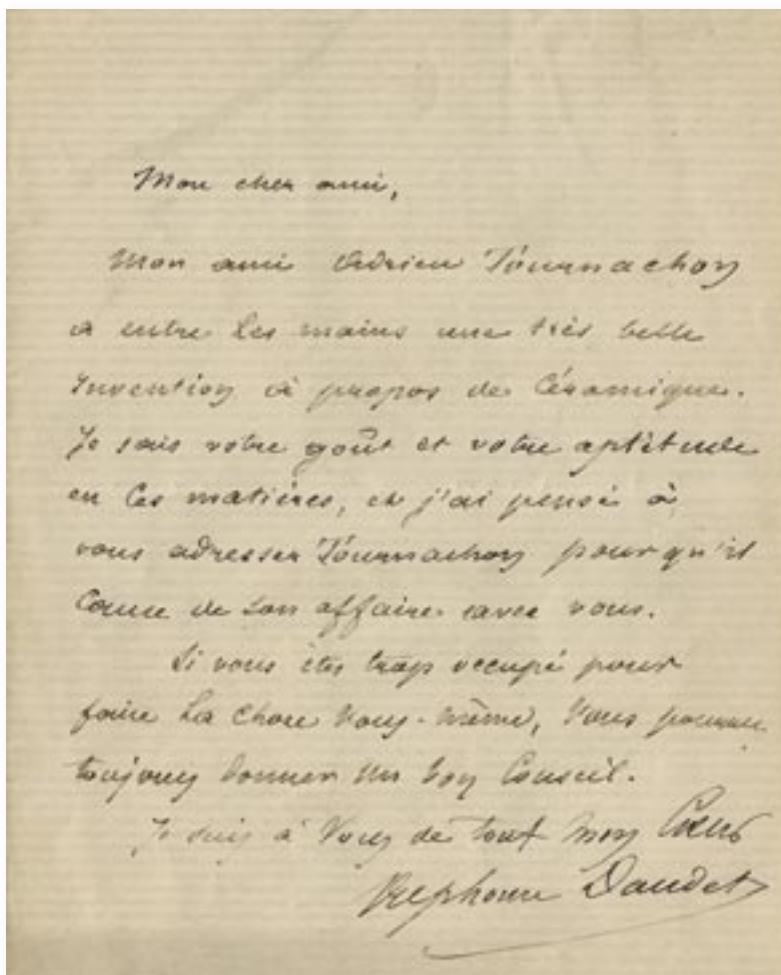 Mon cher ami,
Mon ami Adrien Tournachon
a entre les mains une très belle
invention à propos de Céramique.
Je sais votre goût et votre aptitude
en ces matières, et j'ai pensé à
vous adresser Tournachon pour qu'il
cause de son affaire avec vous.
Si vous êtes trop occupé pour
faire la chose vous-même, vous pouvez
toujours donner un bon Conseil.
Je suis à vous de tout mon Cœur
Alphonse Daudet